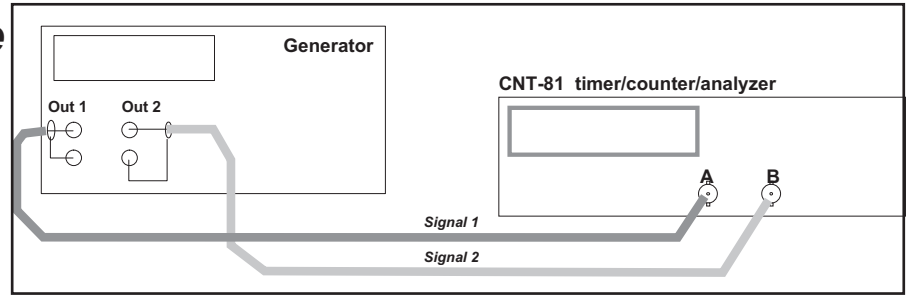 e
Generator
CNT-81 timer/counter/analyzer
Out 1 Out 2
A B
Signal 1
Signal 2